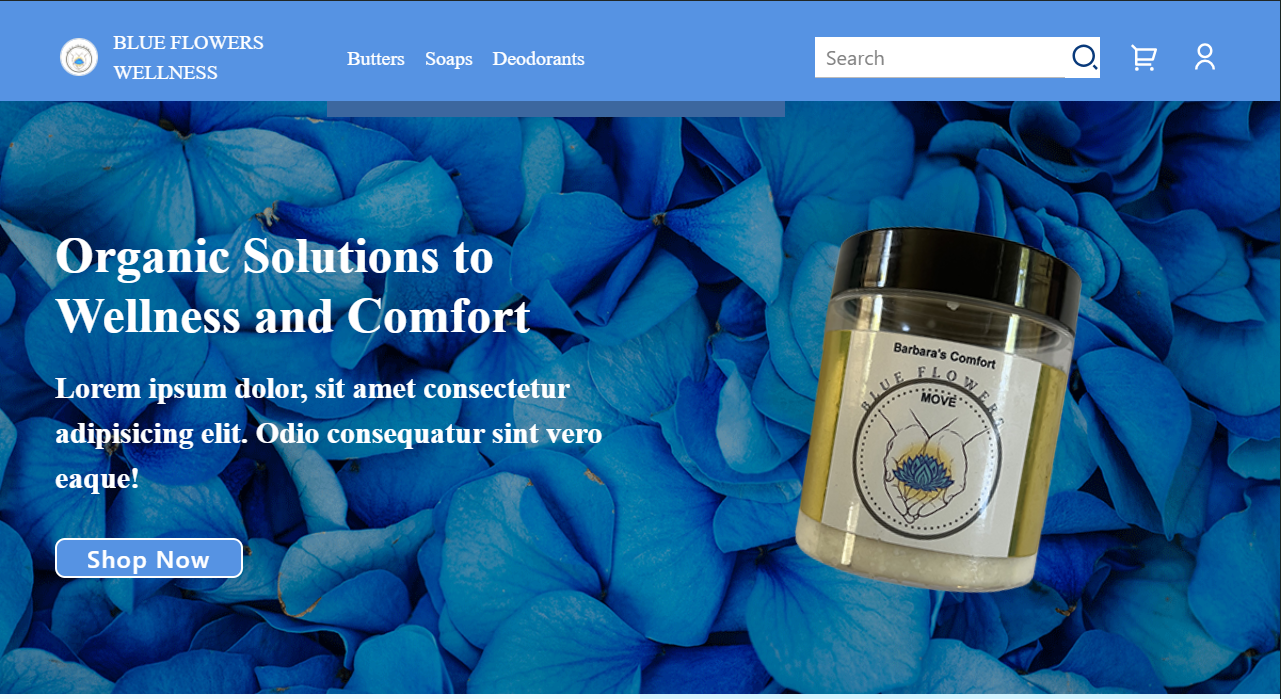 BLUE FLOWERS
WELLNESS
Butters Soaps Deodorants
Search
Organic Solutions to
Wellness and Comfort
Lorem ipsum dolor, sit amet consectetur
adipisicing elit. Odio consequatur sint vero
eaque!
Shop Now
Barbara's Comfort
BLUE FLOWERS
MOVE